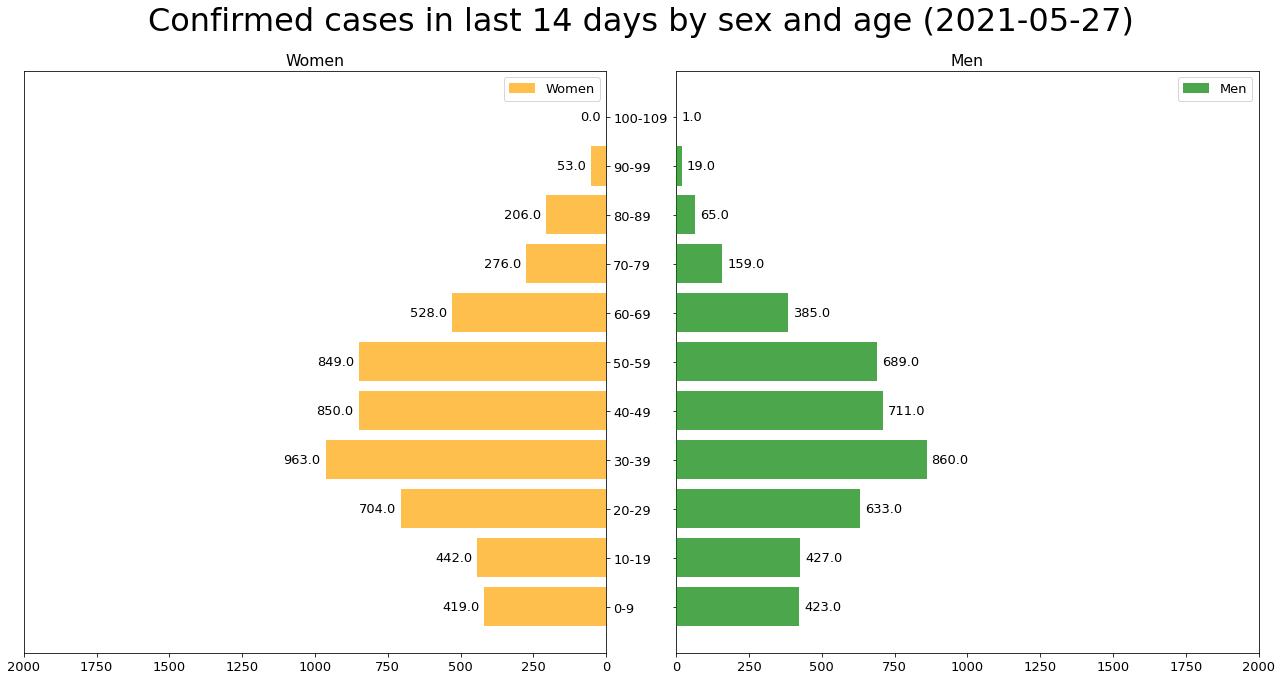 Confirmed cases in last 14 days by sex and age (2021-05-27)
Women Men
Women Men
0.0 100-109 1.0
53.0 90-99 19.0
206.0 80-89 65.0
276.0 70-79 159.0
528.0 60-69 385.0
849.0 50-59 689.0
850.0 40-49 711.0
963.0 30-39 860.0
704.0 20-29 633.0
442.0 10-19 427.0
419.0 0-9 423.0
2000 1750 1500 1250 1000 750 500 250 0 0 250 500 750 1000 1250 1500 1750 2000